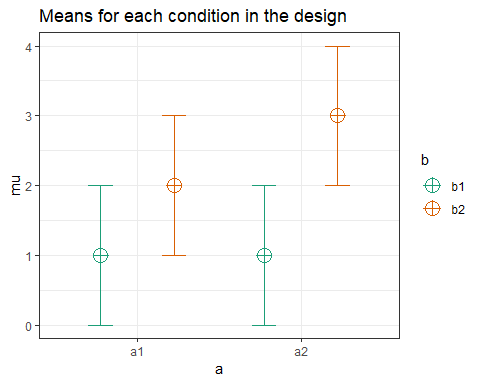 Means for each condition in the design
4
3
2
1
0
mu
a1
a2
a
b
b1
b2